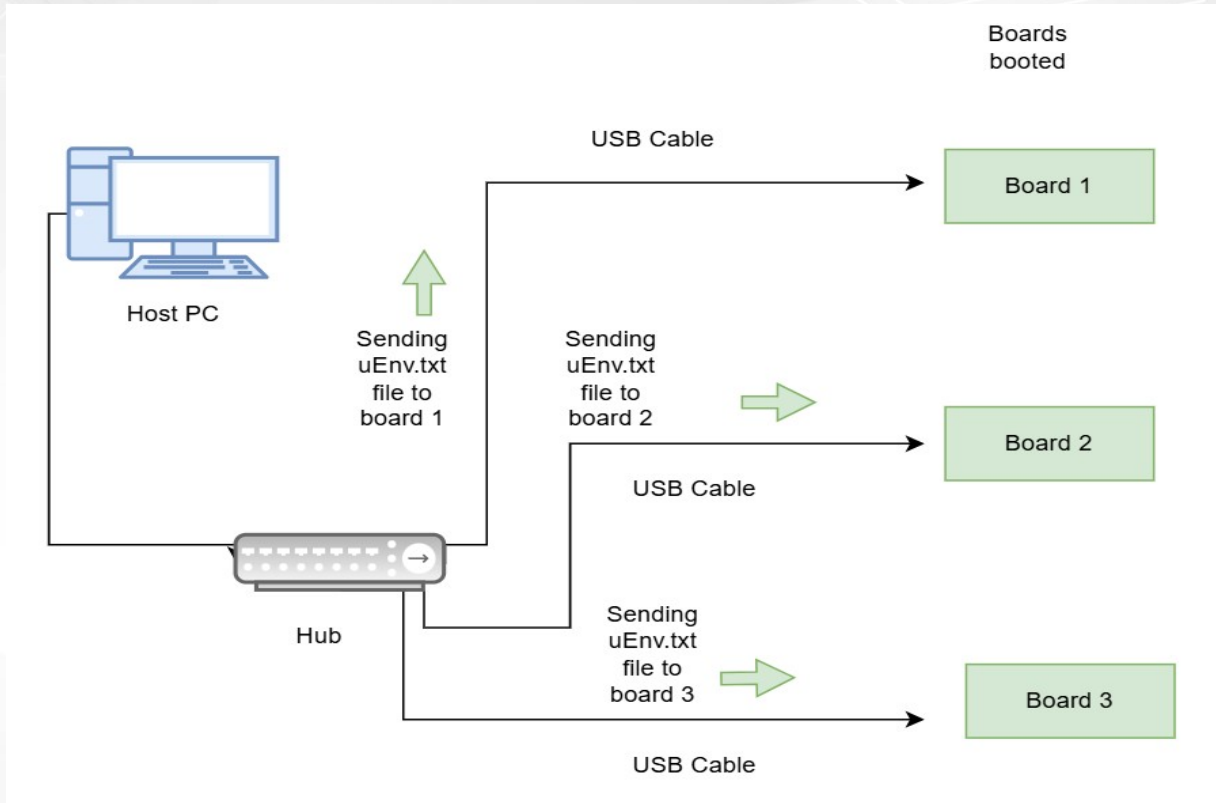 Boards
booted
USB Cable
Board 1
Host PC
Sending
uEnv.txt
file to
board 1
Sending
uEnv.txt
file to
board 2
Board 2
USB Cable
Hub
Sending
uEnv.txt
file to
board 3
Board 3
USB Cable